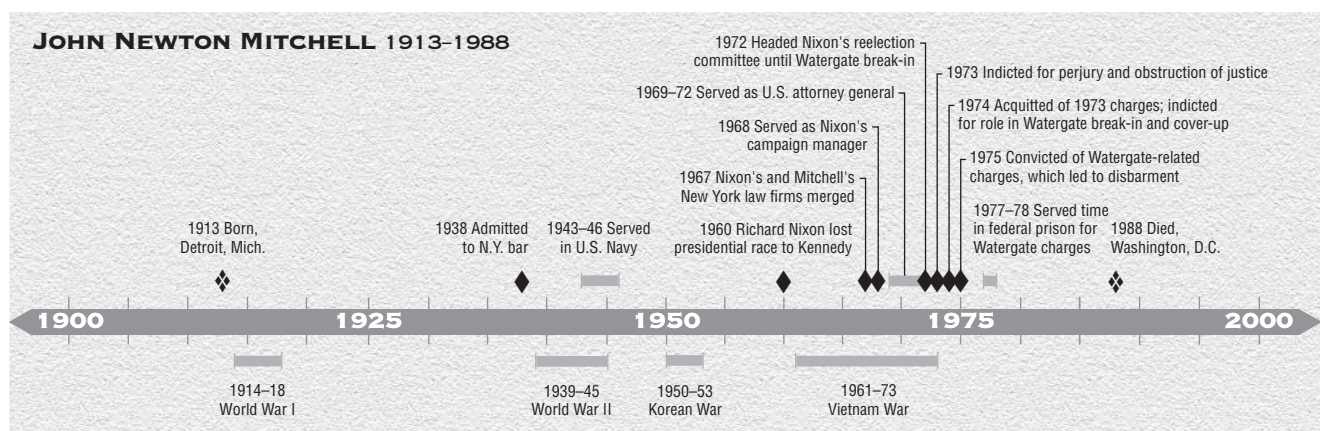 JOHN NEWTON MITCHELL 1913–1988
1972 Headed Nixon's reelection
committee until Watergate break-in
1973 Indicted for perjury and obstruction of justice
1969–72 Served as U.S. attorney general
1974 Acquitted of 1973 charges; indicted
for role in Watergate break-in and cover-up
1968 Served as Nixon's
campaign manager
1975 Convicted of Watergate-related
charges, which led to disbarment
1967 Nixon's and Mitchell's
New York law firms merged
1977–78 Served time
in federal prison for
Watergate charges
1913 Born,
Detroit, Mich.
1938 Admitted
to N.Y. bar
1943–46 Served
in U.S. Navy
1960 Richard Nixon lost
presidential race to Kennedy
1988 Died,
Washington, D.C.
1900 1925 1950 1975 2000
1914–18
World War I
1939–45
World War II
1950–53
Korean War
1961–73
Vietnam War